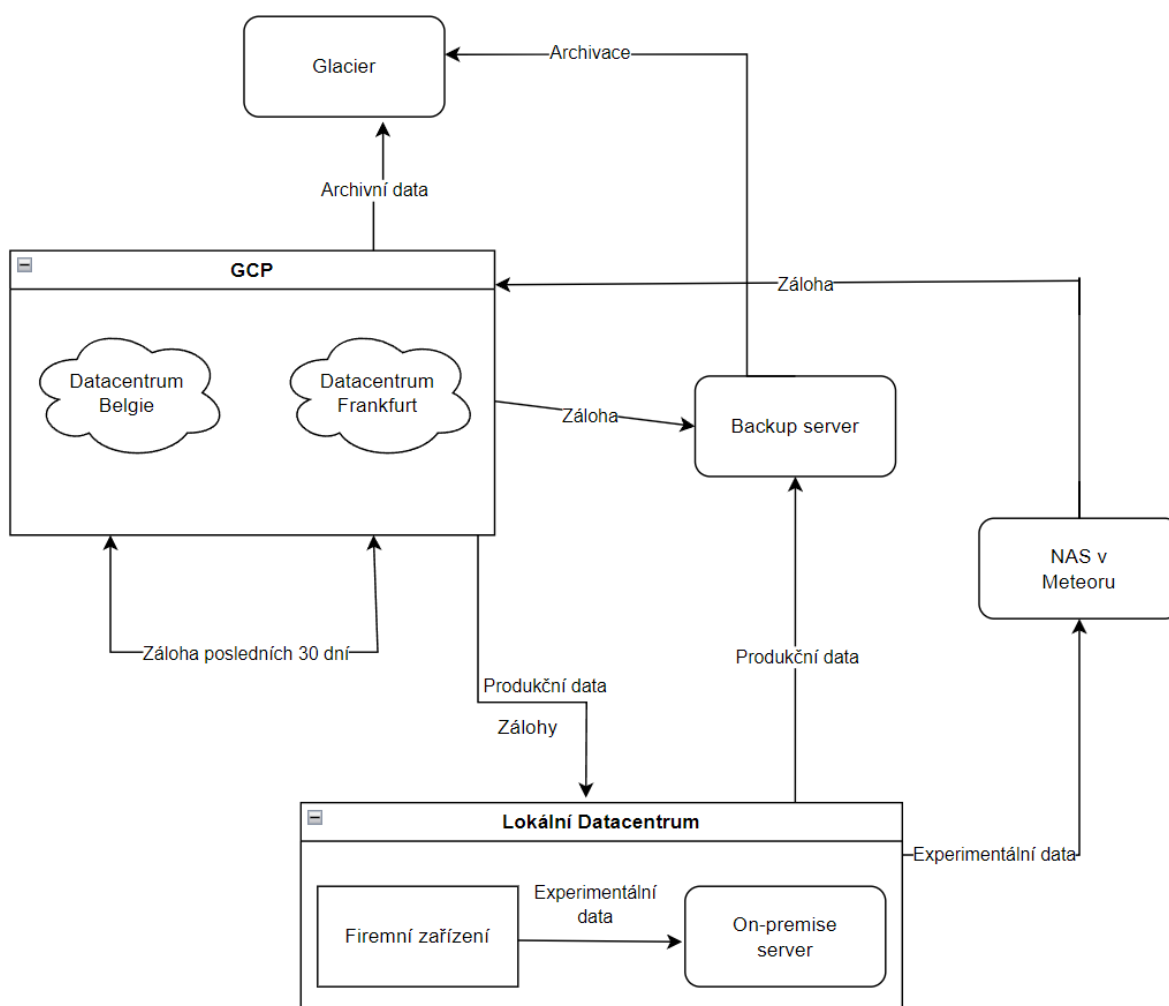 Glacier
Archivace
Archivní data
GCP
Záloha
Datacentrum
Belgie
Datacentrum
Frankfurt
Záloha
Backup server
NAS v
Meteoru
Záloha posledních 30 dní
Produkční data
Produkční data
Zálohy
Lokální Datacentrum
Experimentální data
Firemní zařízení
Experimentální
data
On-premise
server